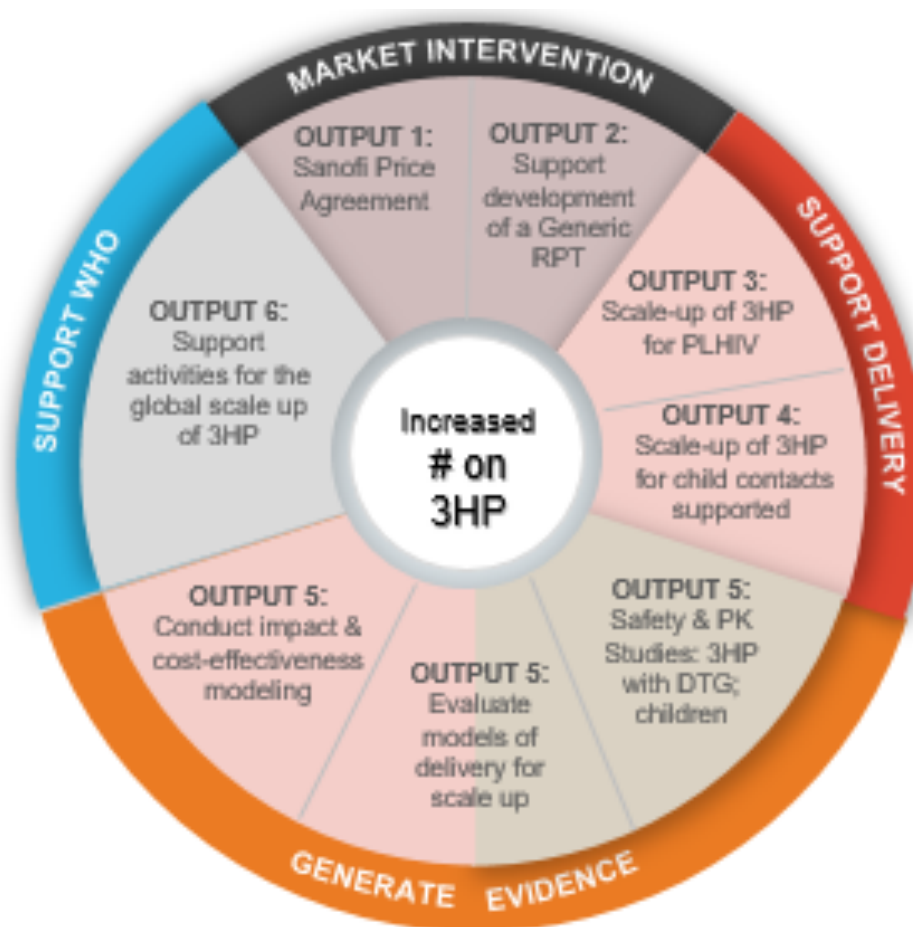 MARKET INTERVENTION
OUTPUT 1:
Sanofi Price
Agreement
OUTPUT 2:
Support
development
of a Generic
RPT
SUPPORT DELIVERY
OUTPUT 3:
Scale-up of 3HP
for PLHIV
OUTPUT 4:
Scale-up of 3HP
for child contacts
supported
OUTPUT 5:
Safety & PK
Studies: 3HP
with DTG;
children
OUTPUT 5:
Evaluate
models of
delivery for
scale up
OUTPUT 5:
Conduct impact &
cost-effectiveness
modeling
GENERATE EVIDENCE
SUPPORT WHO
OUTPUT 6:
Support
activities for the
global scale up
of 3HP
Increased
# on
3HP